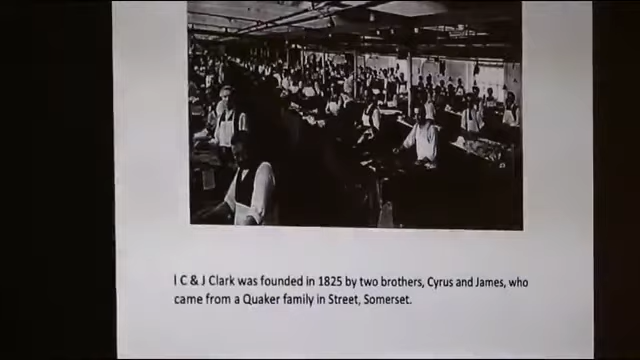 I C & J Clark was founded in 1825 by two brothers, Cyrus and James, who
came from a Quaker family in Street, Somerset.